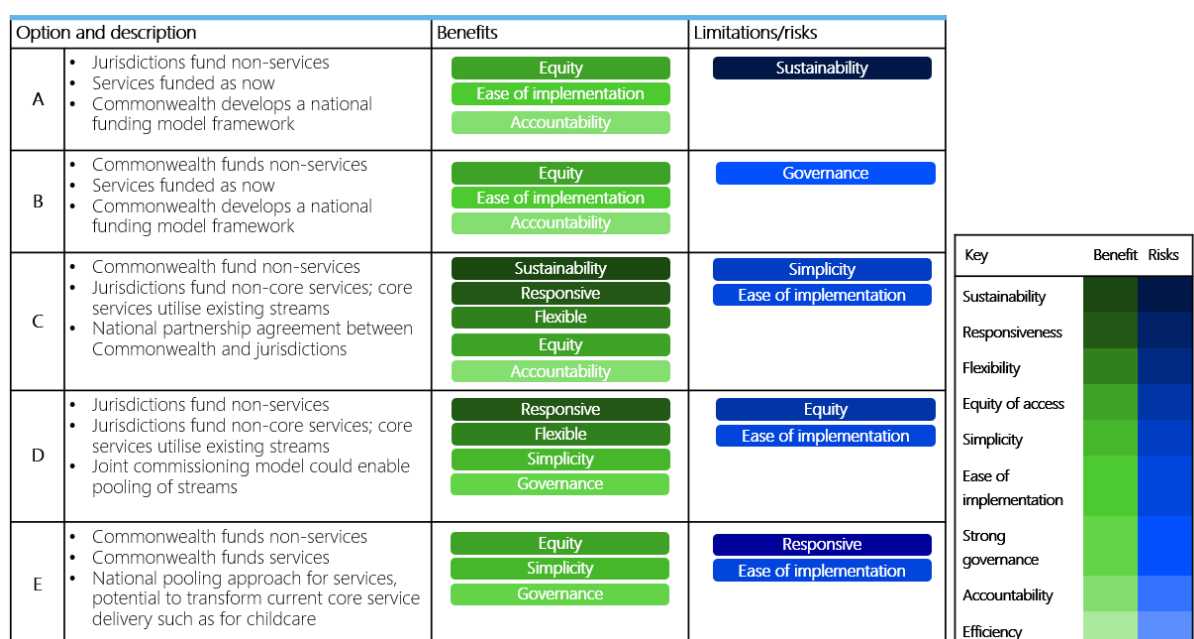 Option and description
Benefits
Limitations/risks
A
• Jurisdictions fund non-services
• Services funded as now
• Commonwealth develops a national
funding model framework
Equity
Ease of implementation
Accountability
Sustainability
B
• Commonwealth funds non-services
• Services funded as now
• Commonwealth develops a national
funding model framework
Equity
Ease of implementation
Accountability
Governance
C
• Commonwealth fund non-services
• Jurisdictions fund non-core services; core
services utilise existing streams
• National partnership agreement between
Commonwealth and jurisdictions
Sustainability
Responsive
Flexible
Equity
Accountability
Simplicity
Ease of implementation
D
• Jurisdictions fund non-services
• Jurisdictions fund non-core services; core
services utilise existing streams
• Joint commissioning model could enable
pooling of streams
Responsive
Flexible
Simplicity
Governance
Equity
Ease of implementation
E
• Commonwealth funds non-services
• Commonwealth funds services
• National pooling approach for services,
potential to transform current core service
delivery such as for childcare
Equity
Simplicity
Governance
Responsive
Ease of implementation
Key
Benefit
Risks
Sustainability
Responsiveness
Flexibility
Equity of access
Simplicity
Ease of
implementation
Strong
governance
Accountability
Efficiency